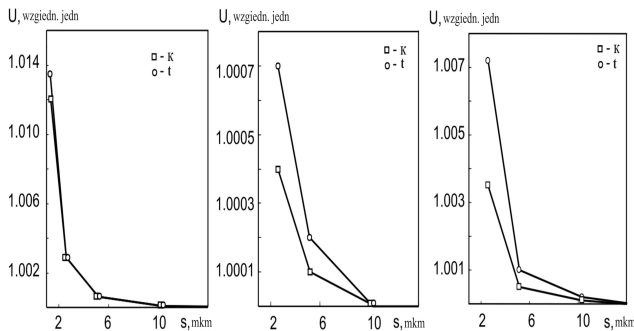 U, wzgiedn. jedn
1.014
1.010
1.006
1.002
- к
- t
2 6 10 s, mkm
U, wzgiedn. jedn
1.0007
1.0005
1.0003
1.0001
- к
- t
2 6 10 s, mkm
U, wzgiedn. jedn
1.007
1.005
1.003
1.001
- к
- t
2 6 10 s, mkm